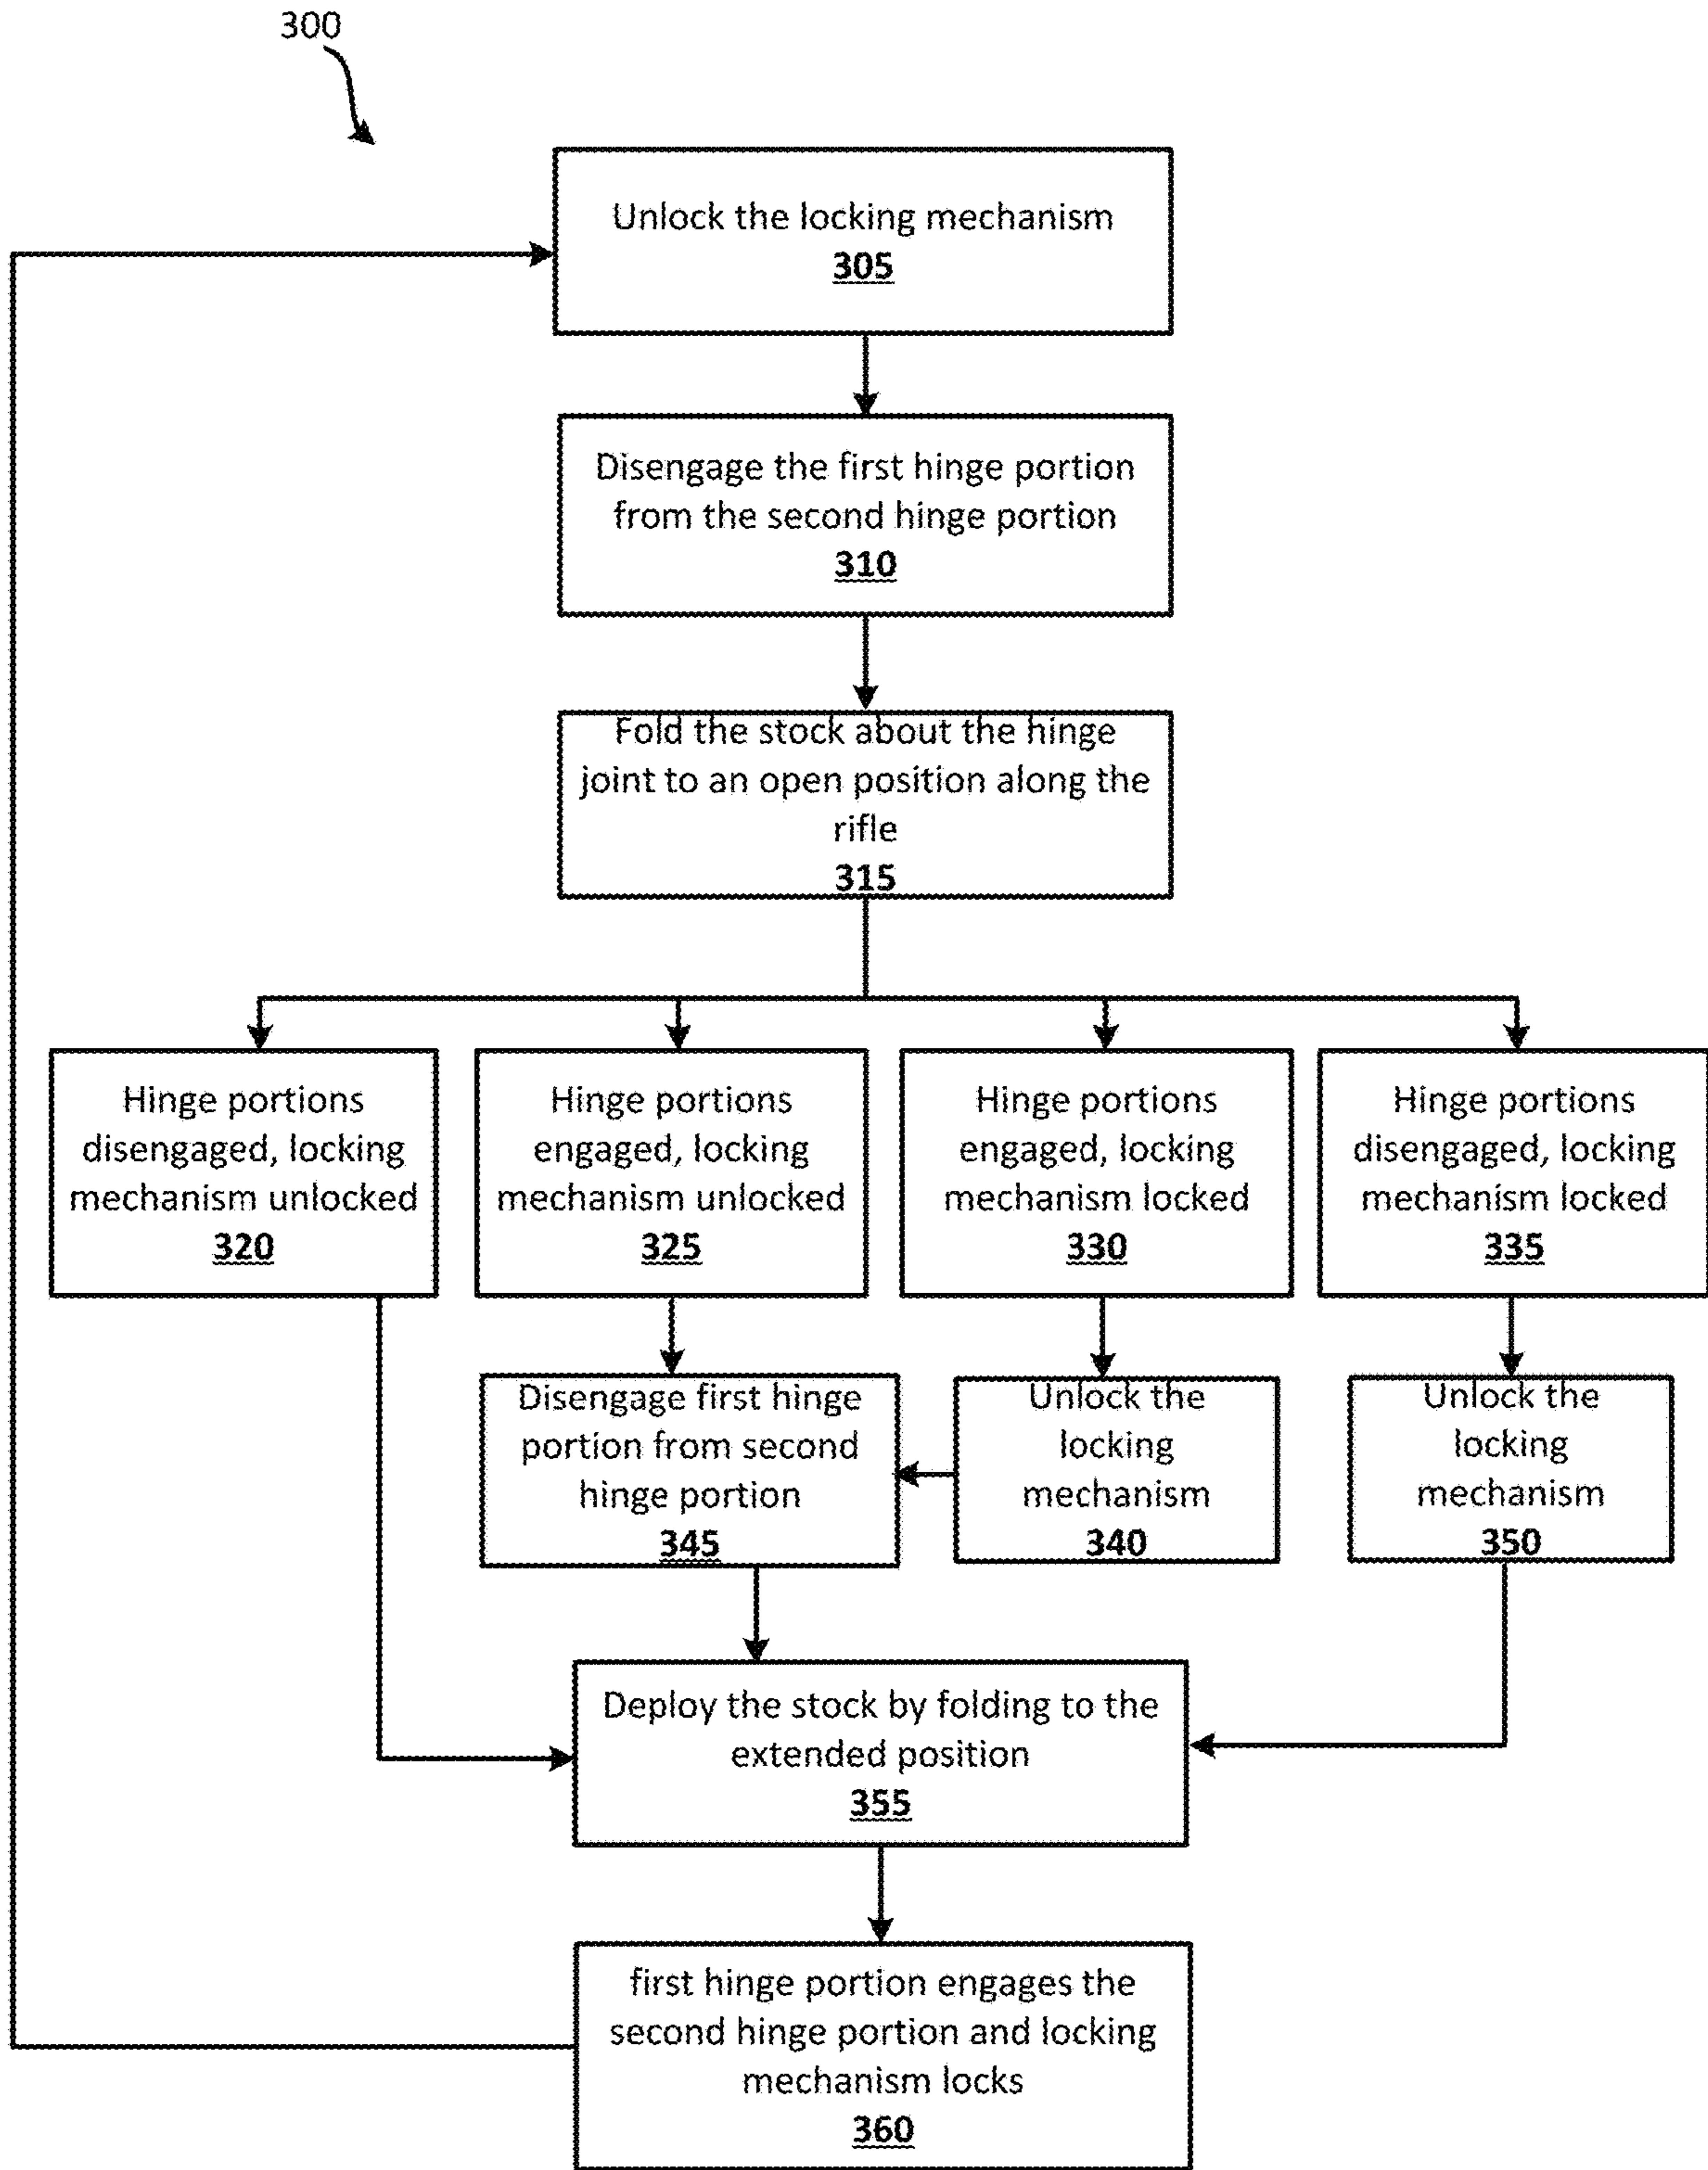 300
Unlock the locking mechanism
305
Disengage the first hinge portion
from the second hinge portion
310
Fold the stock about the hinge
joint to an open position along the
rifle
315
Hinge portions
disengaged, locking
mechanism unlocked
320
Hinge portions
engaged, locking
mechanism unlocked
325
Hinge portions
engaged, locking
mechanism locked
330
Hinge portions
disengaged, locking
mechanism locked
335
Disengage first hinge
portion from second
hinge portion
345
Unlock the
locking
mechanism
340
Unlock the
locking
mechanism
350
Deploy the stock by folding to the
extended position
355
first hinge portion engages the
second hinge portion and locking
mechanism locks
360